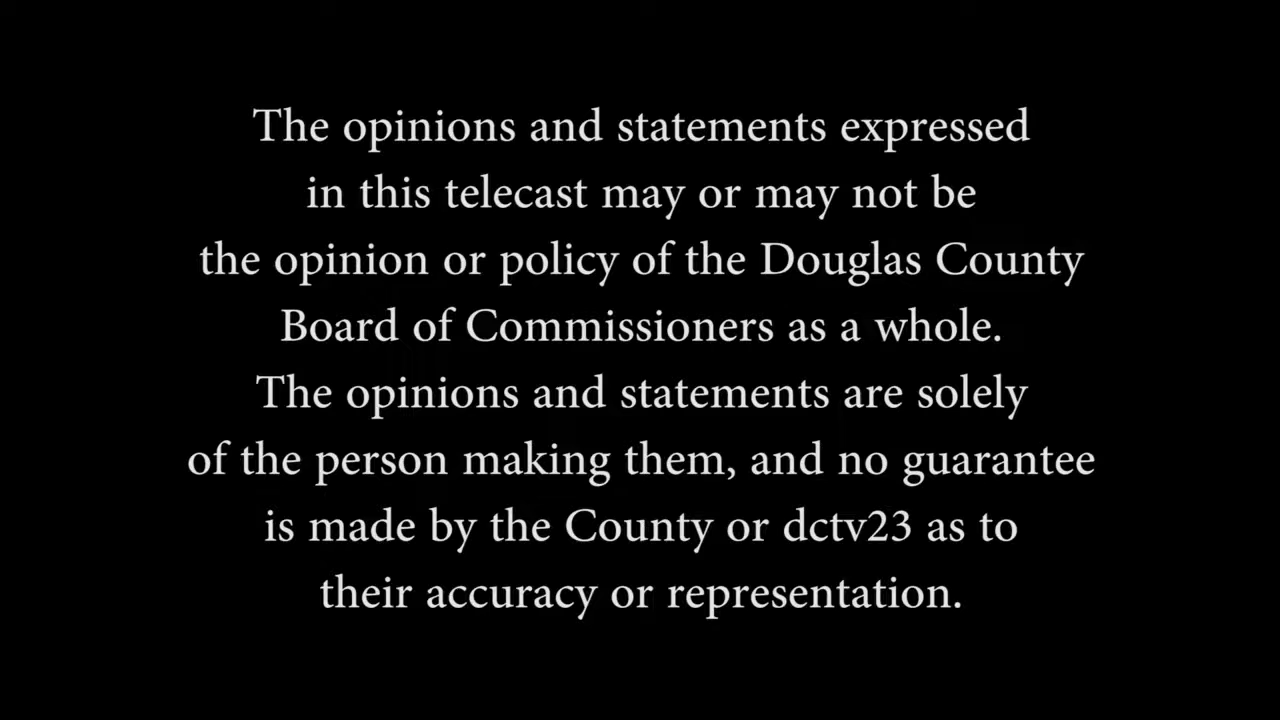 The opinions and statements expressed
in this telecast may or may not be
the opinion or policy of the Douglas County
Board of Commissioners as a whole.
The opinions and statements are solely
of the person making them, and no guarantee
is made by the County or dctv23 as to
their accuracy or representation.